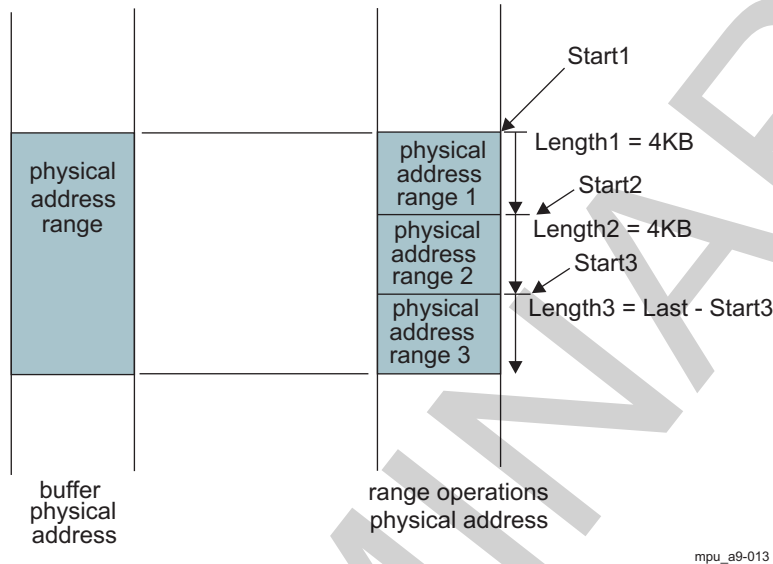 Start1
physical
address
range
physical
address
range 1
Length1 = 4KB
Start2
physical
address
range 2
Length2 = 4KB
Start3
physical
address
range 3
Length3 = Last - Start3
buffer
physical
address
range operations
physical address
mpu_a9-013